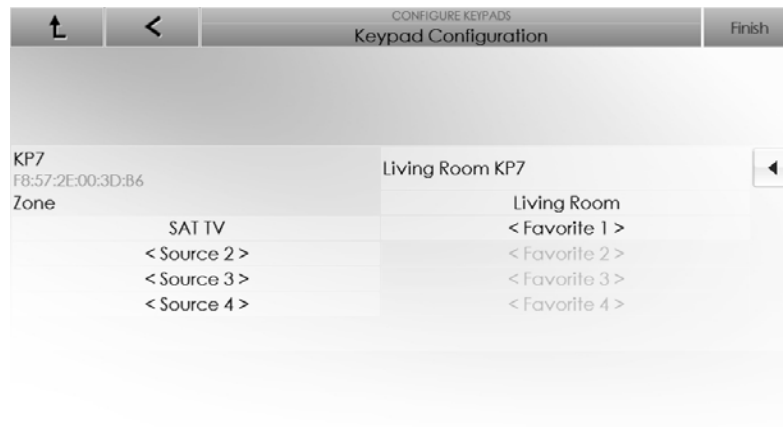 CONFIGURE KEYPADS
Keypad Configuration
Finish
KP7
F8:57:2E:00:3D:B6
Living Room KP7
Zone
Living Room
SAT TV
< Favorite 1 >
< Source 2 >
< Favorite 2 >
< Source 3 >
< Favorite 3 >
< Source 4 >
< Favorite 4 >